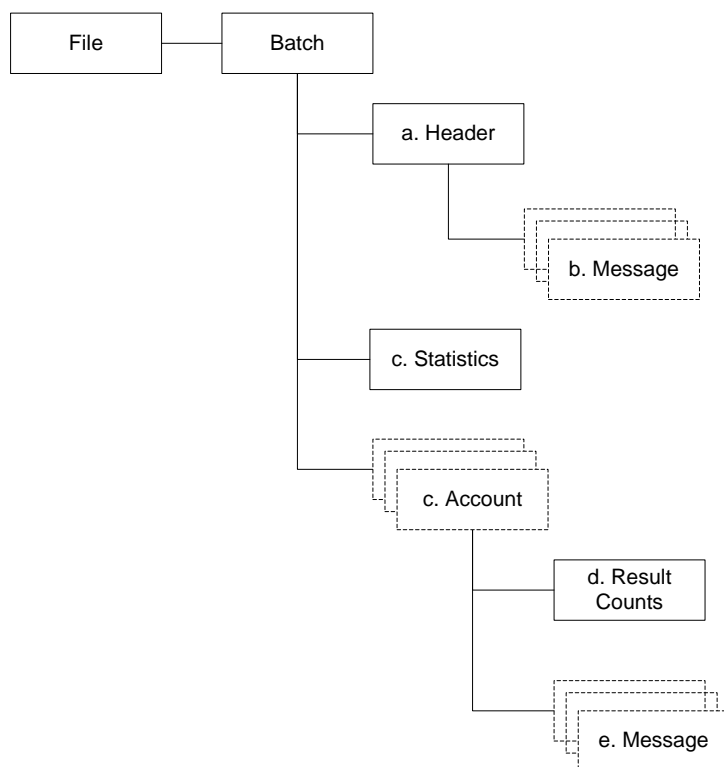 File
Batch
a. Header
b. Message
c. Statistics
c. Account
d. Result
Counts
e. Message